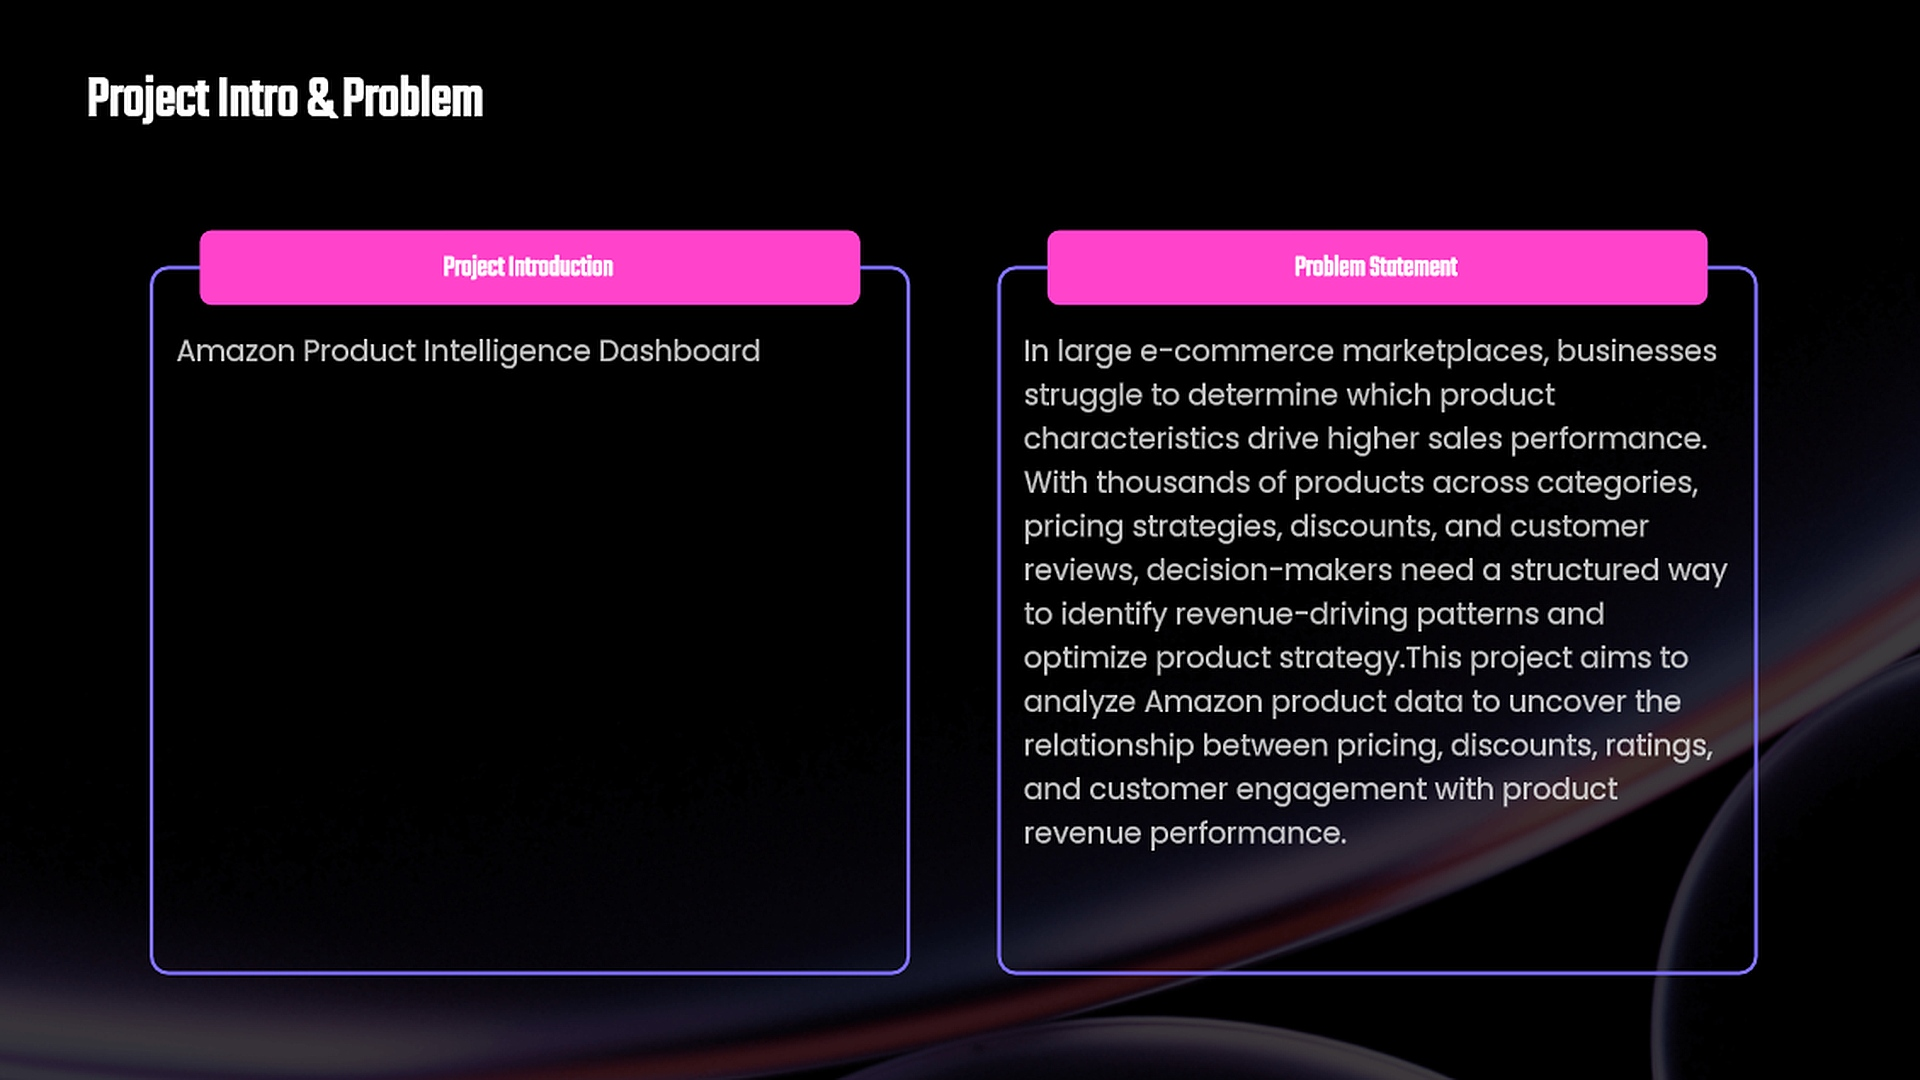 Project Intro & Problem
Project Introduction
Amazon Product Intelligence Dashboard
Problem Statement
In large e-commerce marketplaces, businesses
struggle to determine which product
characteristics drive higher sales performance.
With thousands of products across categories,
pricing strategies, discounts, and customer
reviews, decision-makers need a structured way
to identify revenue-driving patterns and
optimize product strategy.This project aims to
analyze Amazon product data to uncover the
relationship between pricing, discounts, ratings,
and customer engagement with product
revenue performance.